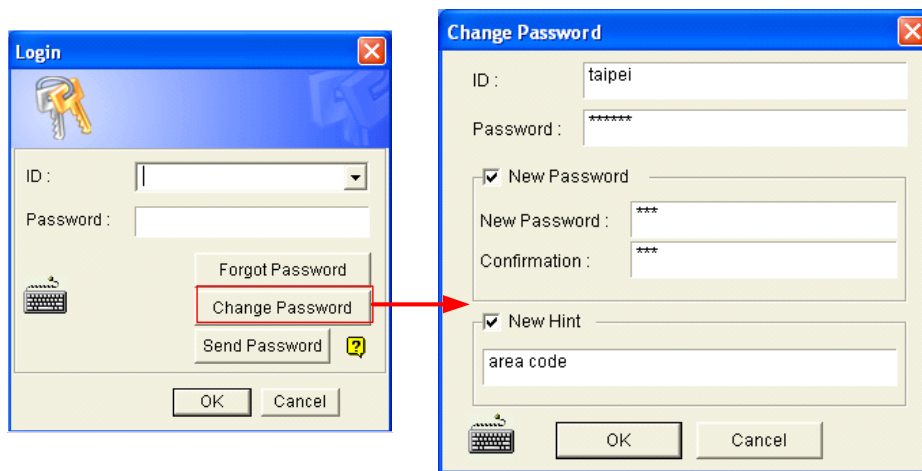 Login
ID :
Password :
Forgot Password
Change Password
Send Password
?
OK Cancel
Change Password
ID : taipei
Password : ******
New Password
New Password : ***
Confirmation : ***
New Hint
area code
OK Cancel